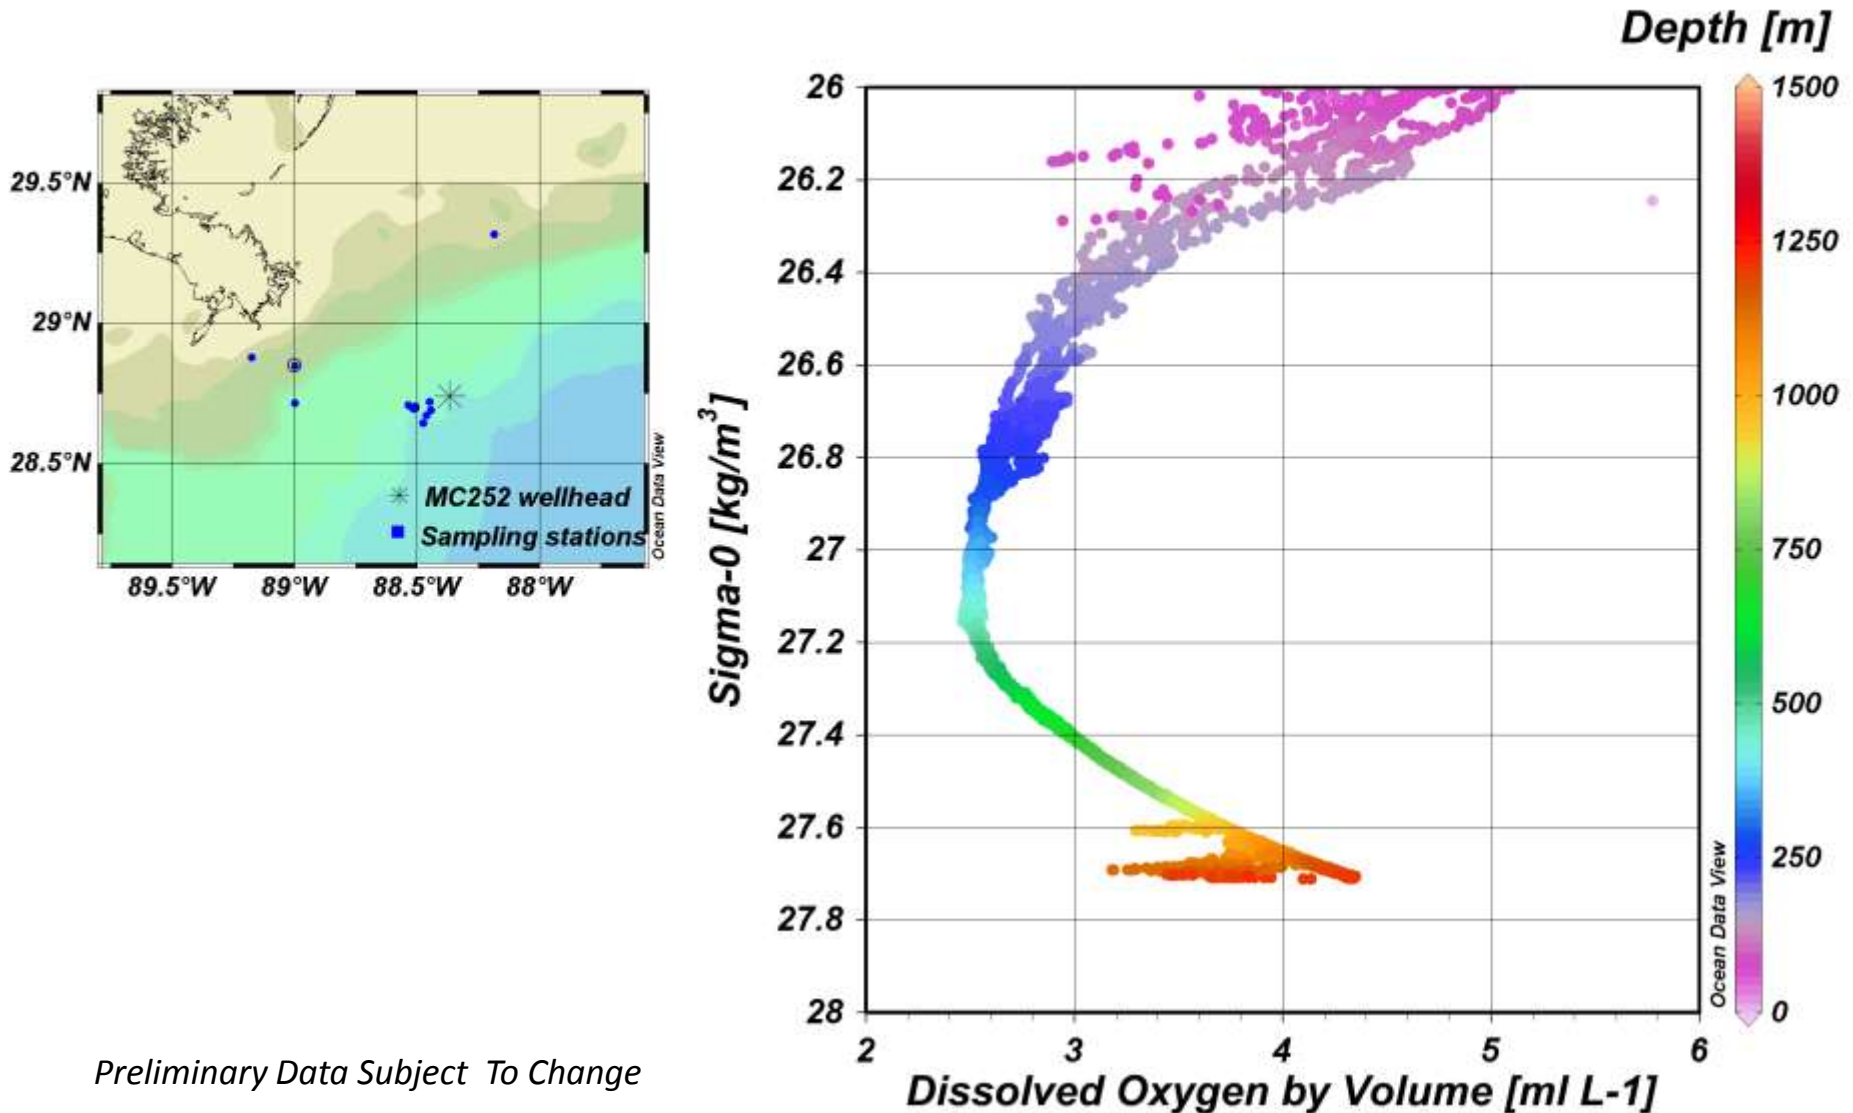 29.5°N
29°N
28.5°N
89.5°W
89°W
88.5°W
88°W
MC252 wellhead
Sampling stations
Ocean Data View
Preliminary Data Subject To Change
Sigma-0 [kg/m³]
26
26.2
26.4
26.6
26.8
27
27.2
27.4
27.6
27.8
28
2
3
4
5
6
Dissolved Oxygen by Volume [ml L-1]
Ocean Data View
Depth [m]
1500
1250
1000
750
500
250
0